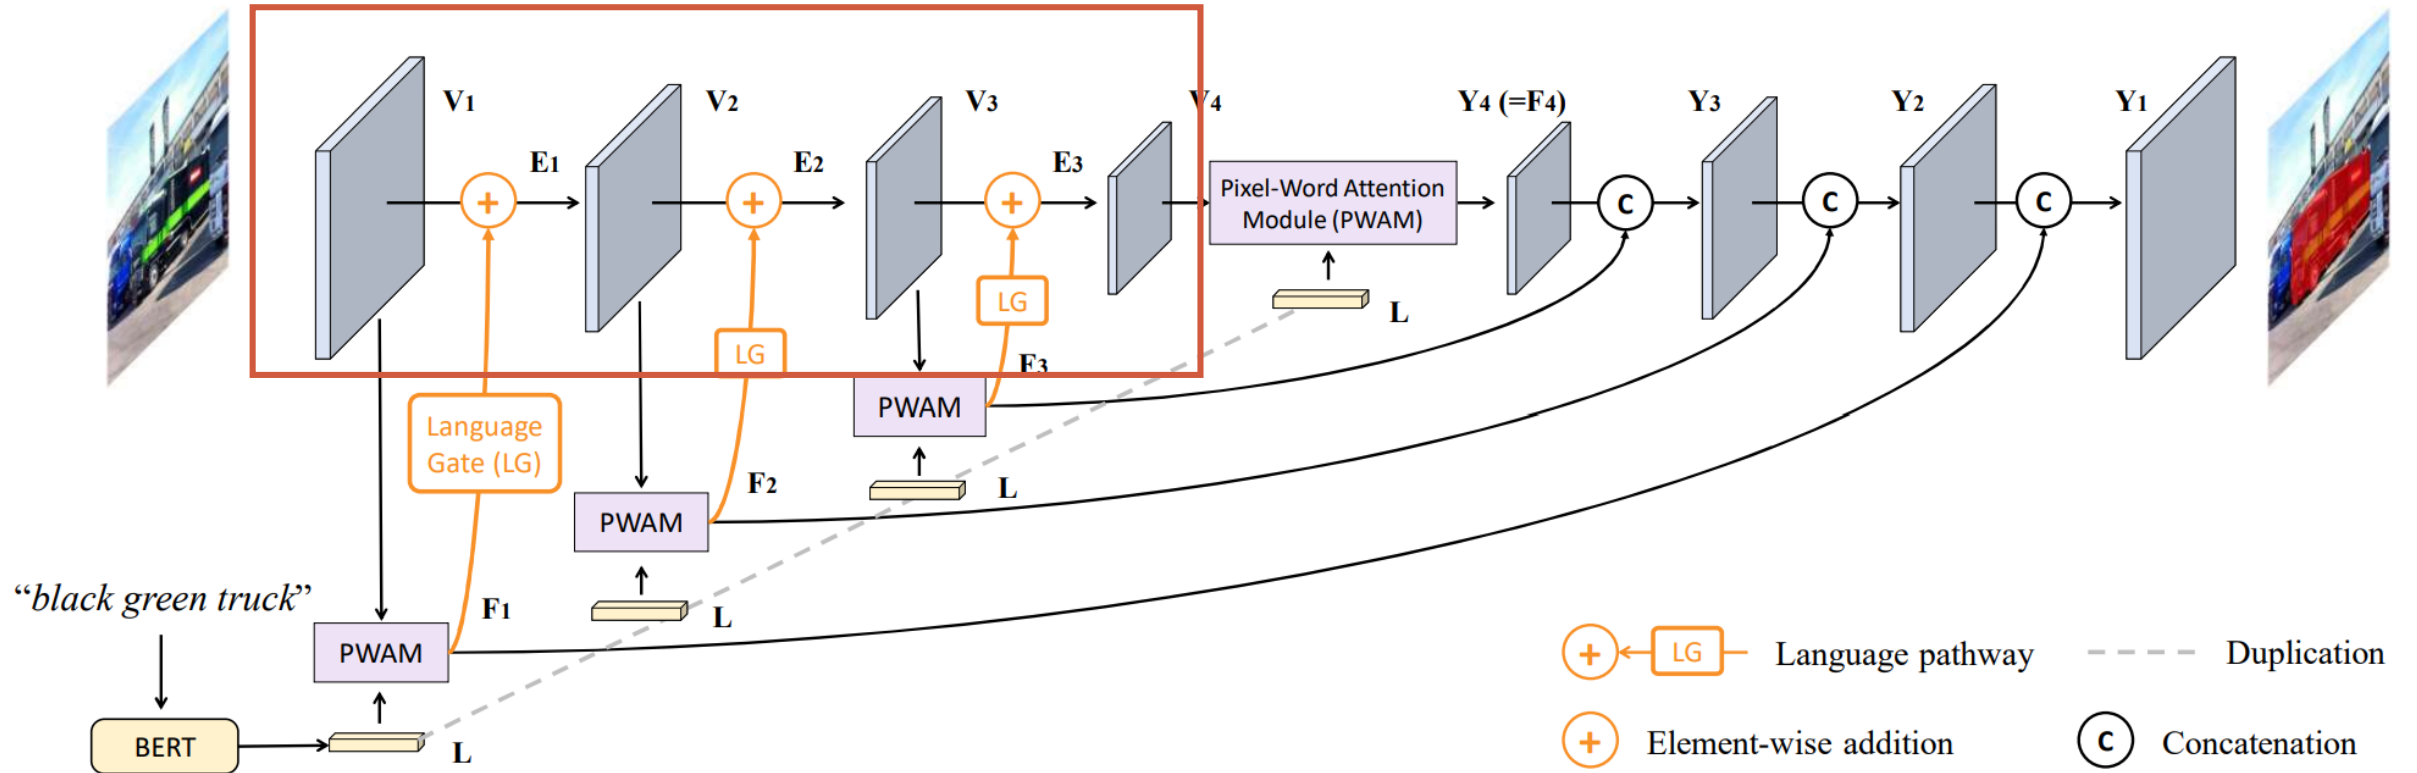 V1
V2
V3
V4
Y4 (=F4)
Y3
Y2
Y1
E1
E2
E3
Pixel-Word Attention
Module (PWAM)
C
C
C
+
+
+
LG
L
LG
F3
PWAM
Language
Gate (LG)
L
F2
PWAM
“black green truck”
F1
L
PWAM
BERT
L
+
LG
Language pathway
Duplication
+
Element-wise addition
C
Concatenation